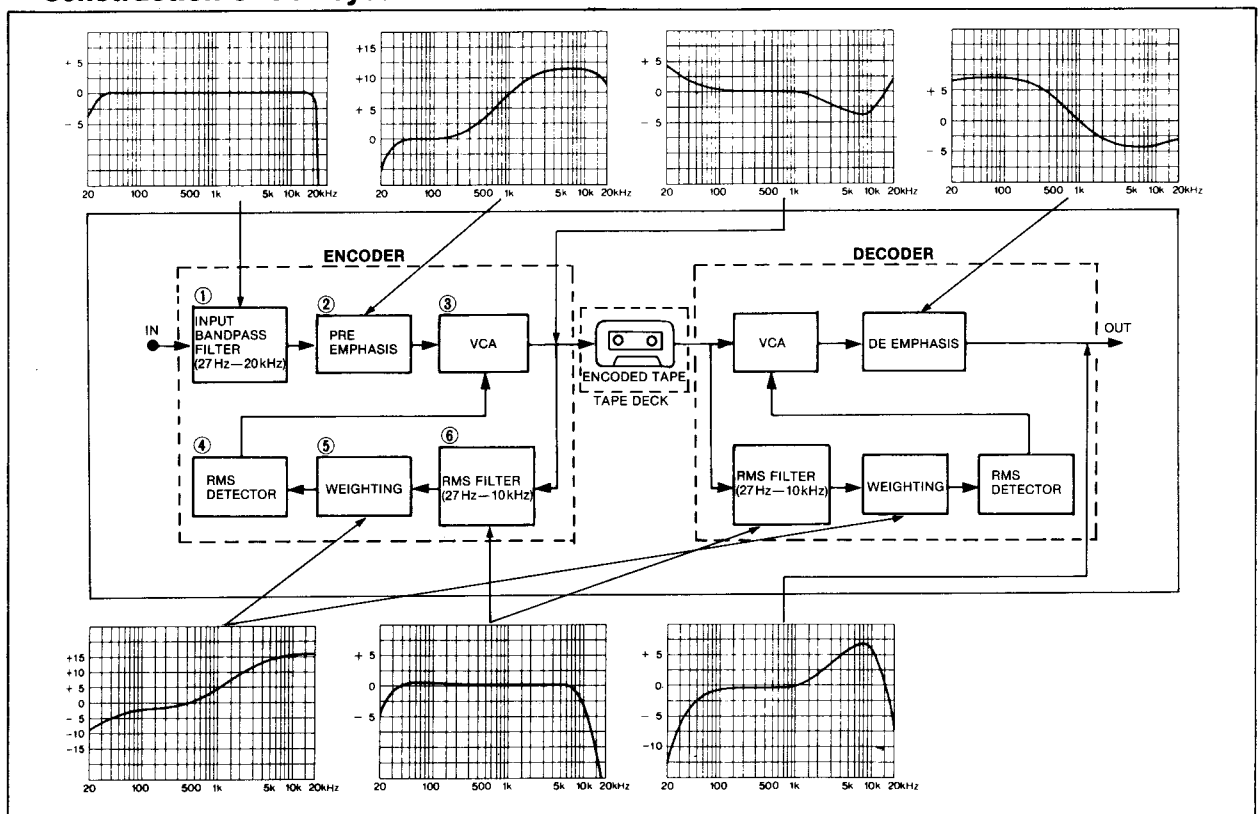 + 5
0
- 5
20 100 500 1k 5k 10k 20kHz
+15
+10
+ 5
0
20 100 500 1k 5k 10k 20kHz
+ 5
0
- 5
20 100 500 1k 5k 10k 20kHz
+ 5
0
- 5
20 100 500 1k 5k 10k 20kHz
ENCODER
DECODER
IN
①
INPUT
BANDPASS
FILTER
(27Hz—20kHz)
②
PRE
EMPHASIS
③
VCA
ENCODED TAPE
TAPE DECK
VCA
DE EMPHASIS
OUT
④
RMS
DETECTOR
⑤
WEIGHTING
⑥
RMS FILTER
(27Hz—10kHz)
RMS FILTER
(27Hz—10kHz)
WEIGHTING
RMS
DETECTOR
+15
+10
+ 5
0
- 5
-10
-15
20 100 500 1k 5k 10k 20kHz
+ 5
0
- 5
20 100 500 1k 5k 10k 20kHz
+ 5
0
- 5
-10
20 100 500 1k 5k 10k 20kHz